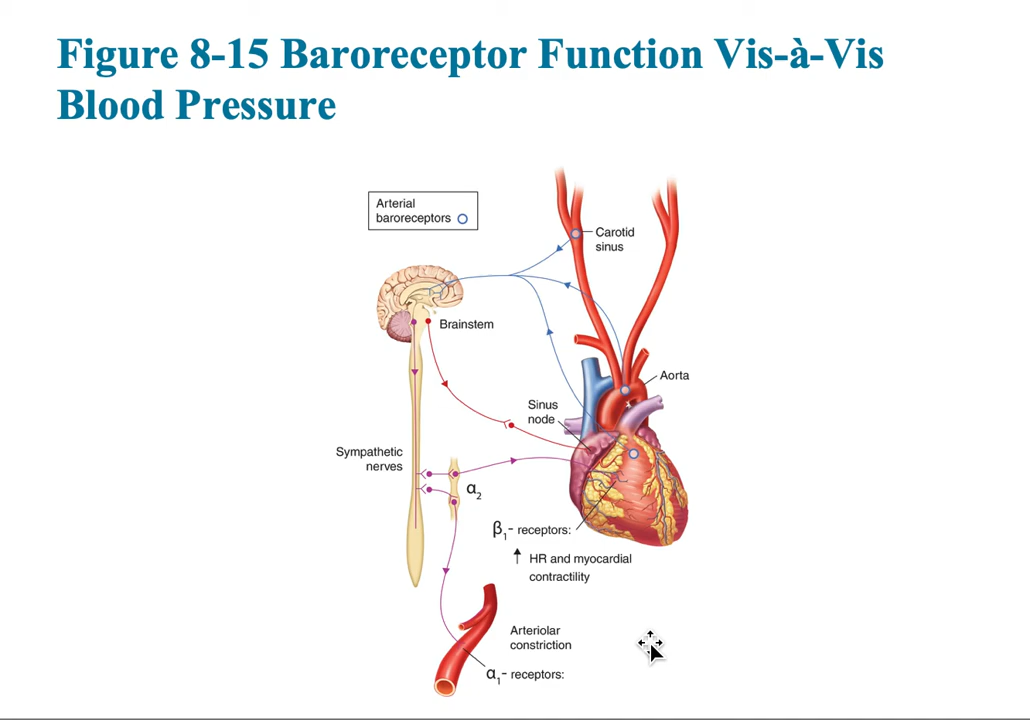 Figure 8-15 Baroreceptor Function Vis-à-Vis
Blood Pressure
Arterial
baroreceptors
Carotid
sinus
Brainstem
Aorta
Sinus
node
Sympathetic
nerves
α2
β1- receptors:
↑ HR and myocardial
contractility
Arteriolar
constriction
α1- receptors: